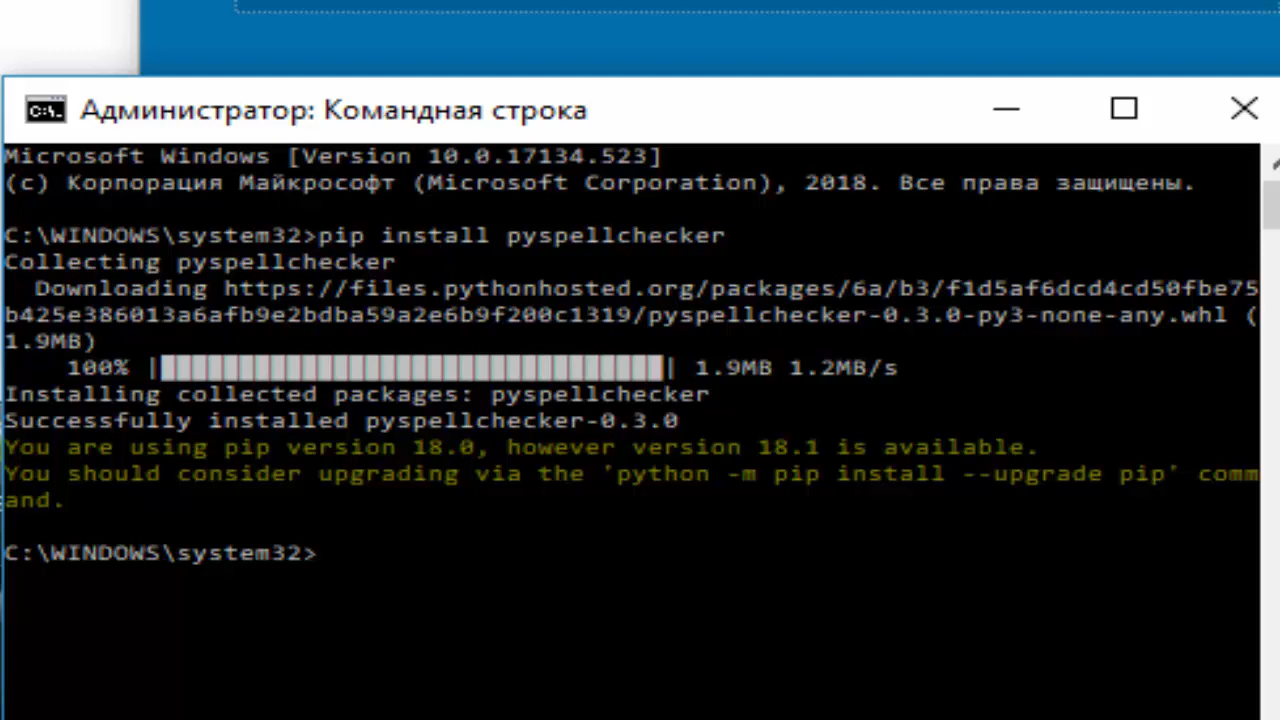 Администратор: Командная строка
Microsoft Windows [Version 10.0.17134.523]
(c) Корпорация Майкрософт (Microsoft Corporation), 2018. Все права защищены.
C:\WINDOWS\system32>pip install pyspellchecker
Collecting pyspellchecker
  Downloading https://files.pythonhosted.org/packages/6a/b3/f1d5af6dcd4cd50fbe75
b425e386013a6afb9e2bdba59a2e6b9f200c1319/pyspellchecker-0.3.0-py3-none-any.whl (
1.9MB)
    100% |████████████████████████████████| 1.9MB 1.2MB/s
Installing collected packages: pyspellchecker
Successfully installed pyspellchecker-0.3.0
You are using pip version 18.0, however version 18.1 is available.
You should consider upgrading via the 'python -m pip install --upgrade pip' comm
and.
C:\WINDOWS\system32>